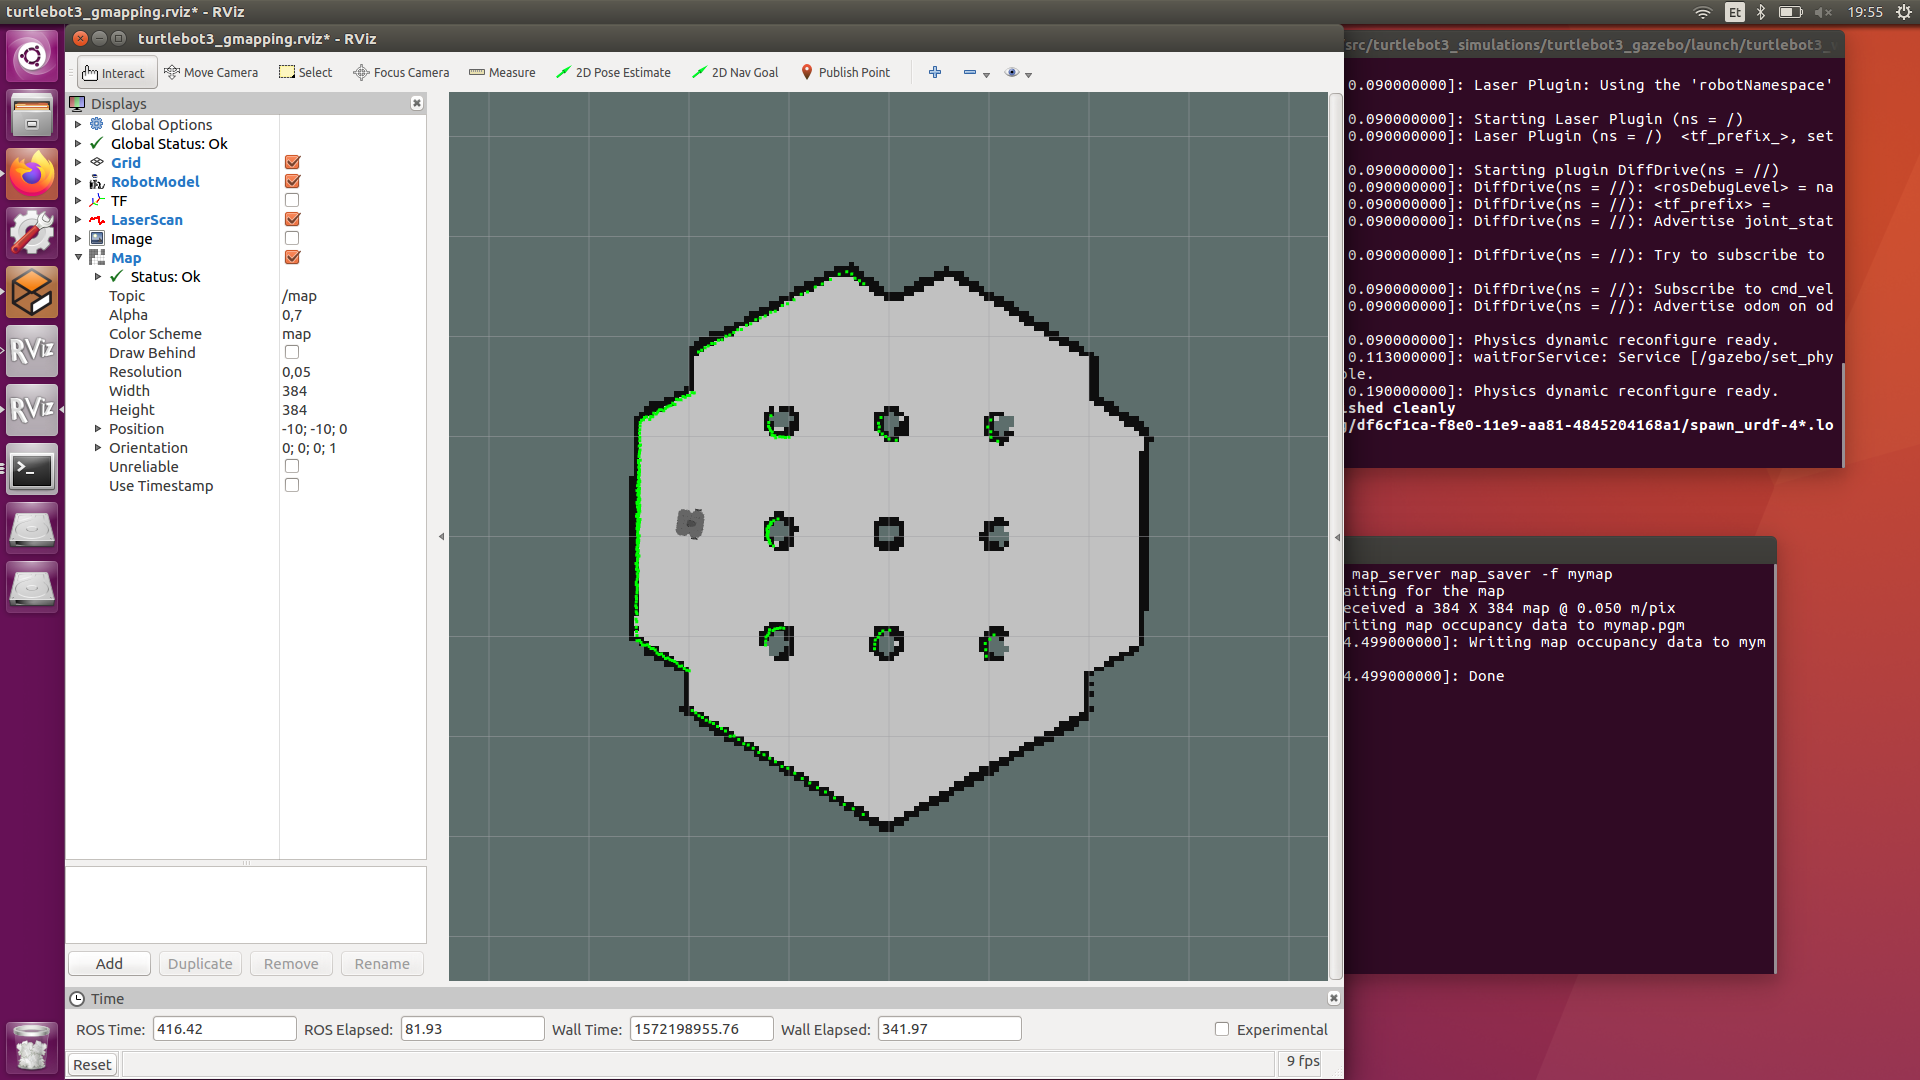 turtlebot3_gmapping.rviz* - RViz
Et
19:55
turtlebot3_gmapping.rviz* - RViz
Interact
Move Camera
Select
Focus Camera
Measure
2D Pose Estimate
2D Nav Goal
Publish Point
Displays
Global Options
Global Status: Ok
Grid
RobotModel
TF
LaserScan
Image
Map
Status: Ok
Topic /map
Alpha 0,7
Color Scheme map
Draw Behind
Resolution 0,05
Width 384
Height 384
Position -10; -10; 0
Orientation 0; 0; 0; 1
Unreliable
Use Timestamp
Add
Duplicate
Remove
Rename
Time
ROS Time: 416.42
ROS Elapsed: 81.93
Wall Time: 1572198955.76
Wall Elapsed: 341.97
Experimental
Reset
9 fps
RViz
RViz
/src/turtlebot3_simulations/turtlebot3_gazebo/launch/turtlebot3_
0.090000000]: Laser Plugin: Using the 'robotNamespace'
0.090000000]: Starting Laser Plugin (ns = /)
0.090000000]: Laser Plugin (ns = /) <tf_prefix_>, set
0.090000000]: Starting plugin DiffDrive(ns = //)
0.090000000]: DiffDrive(ns = //): <rosDebugLevel> = na
0.090000000]: DiffDrive(ns = //): <tf_prefix> =
0.090000000]: DiffDrive(ns = //): Advertise joint_stat
0.090000000]: DiffDrive(ns = //): Try to subscribe to
0.090000000]: DiffDrive(ns = //): Subscribe to cmd_vel
0.090000000]: DiffDrive(ns = //): Advertise odom on od
0.090000000]: Physics dynamic reconfigure ready.
0.113000000]: waitForService: Service [/gazebo/set_phy
ble.
0.190000000]: Physics dynamic reconfigure ready.
shed cleanly
g/df6cf1ca-f8e0-11e9-aa81-4845204168a1/spawn_urdf-4*.lo
map_server map_saver -f mymap
aiting for the map
eceived a 384 X 384 map @ 0.050 m/pix
riting map occupancy data to mymap.pgm
4.499000000]: Writing map occupancy data to mym
4.499000000]: Done